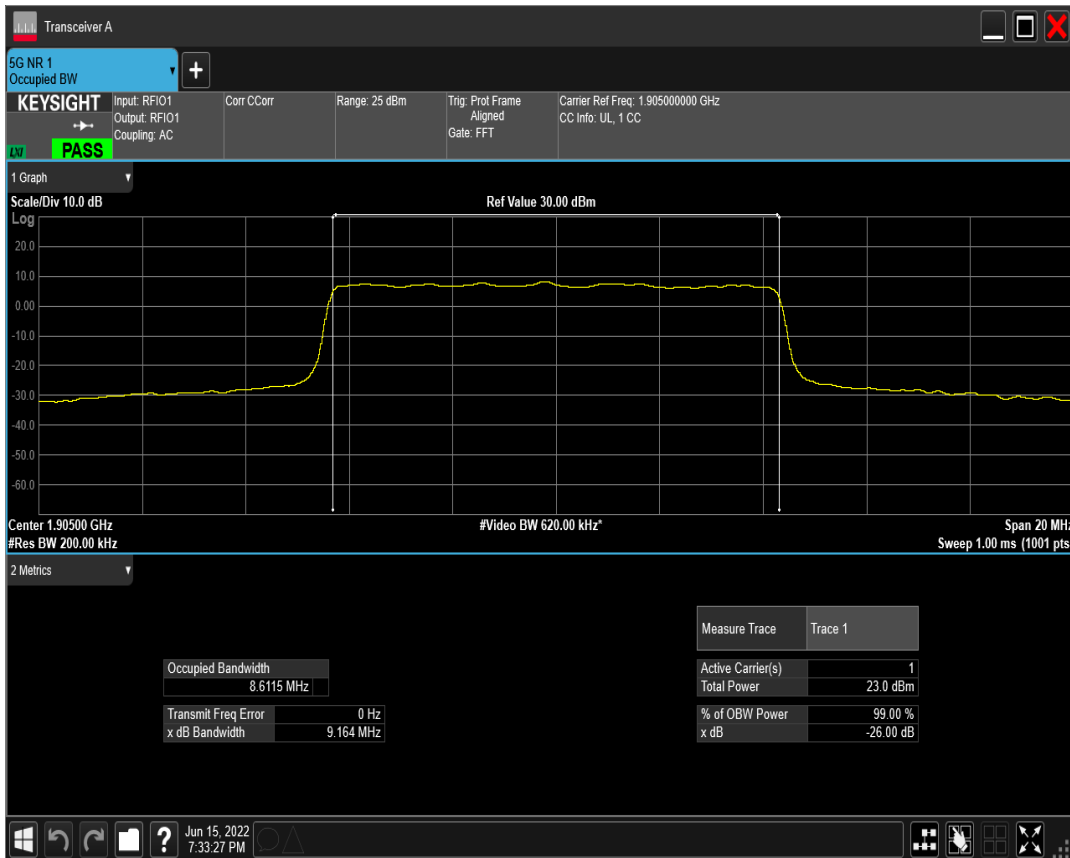 Transceiver A
5G NR 1
Occupied BW
+
KEYSIGHT
LXI
PASS
Input: RFIO1
Output: RFIO1
Coupling: AC
Corr CCorr
Range: 25 dBm
Trig: Prot Frame
Aligned
Gate: FFT
Carrier Ref Freq: 1.905000000 GHz
CC Info: UL, 1 CC
1 Graph
Scale/Div 10.0 dB
Ref Value 30.00 dBm
Log
20.0
10.0
0.00
-10.0
-20.0
-30.0
-40.0
-50.0
-60.0
Center 1.90500 GHz
#Video BW 620.00 kHz*
Span 20 MHz
#Res BW 200.00 kHz
Sweep 1.00 ms (1001 pts
2 Metrics
Measure Trace Trace 1
Occupied Bandwidth
8.6115 MHz
Active Carrier(s) 1
Total Power 23.0 dBm
Transmit Freq Error 0 Hz
x dB Bandwidth 9.164 MHz
% of OBW Power 99.00 %
x dB -26.00 dB
?
Jun 15, 2022
7:33:27 PM